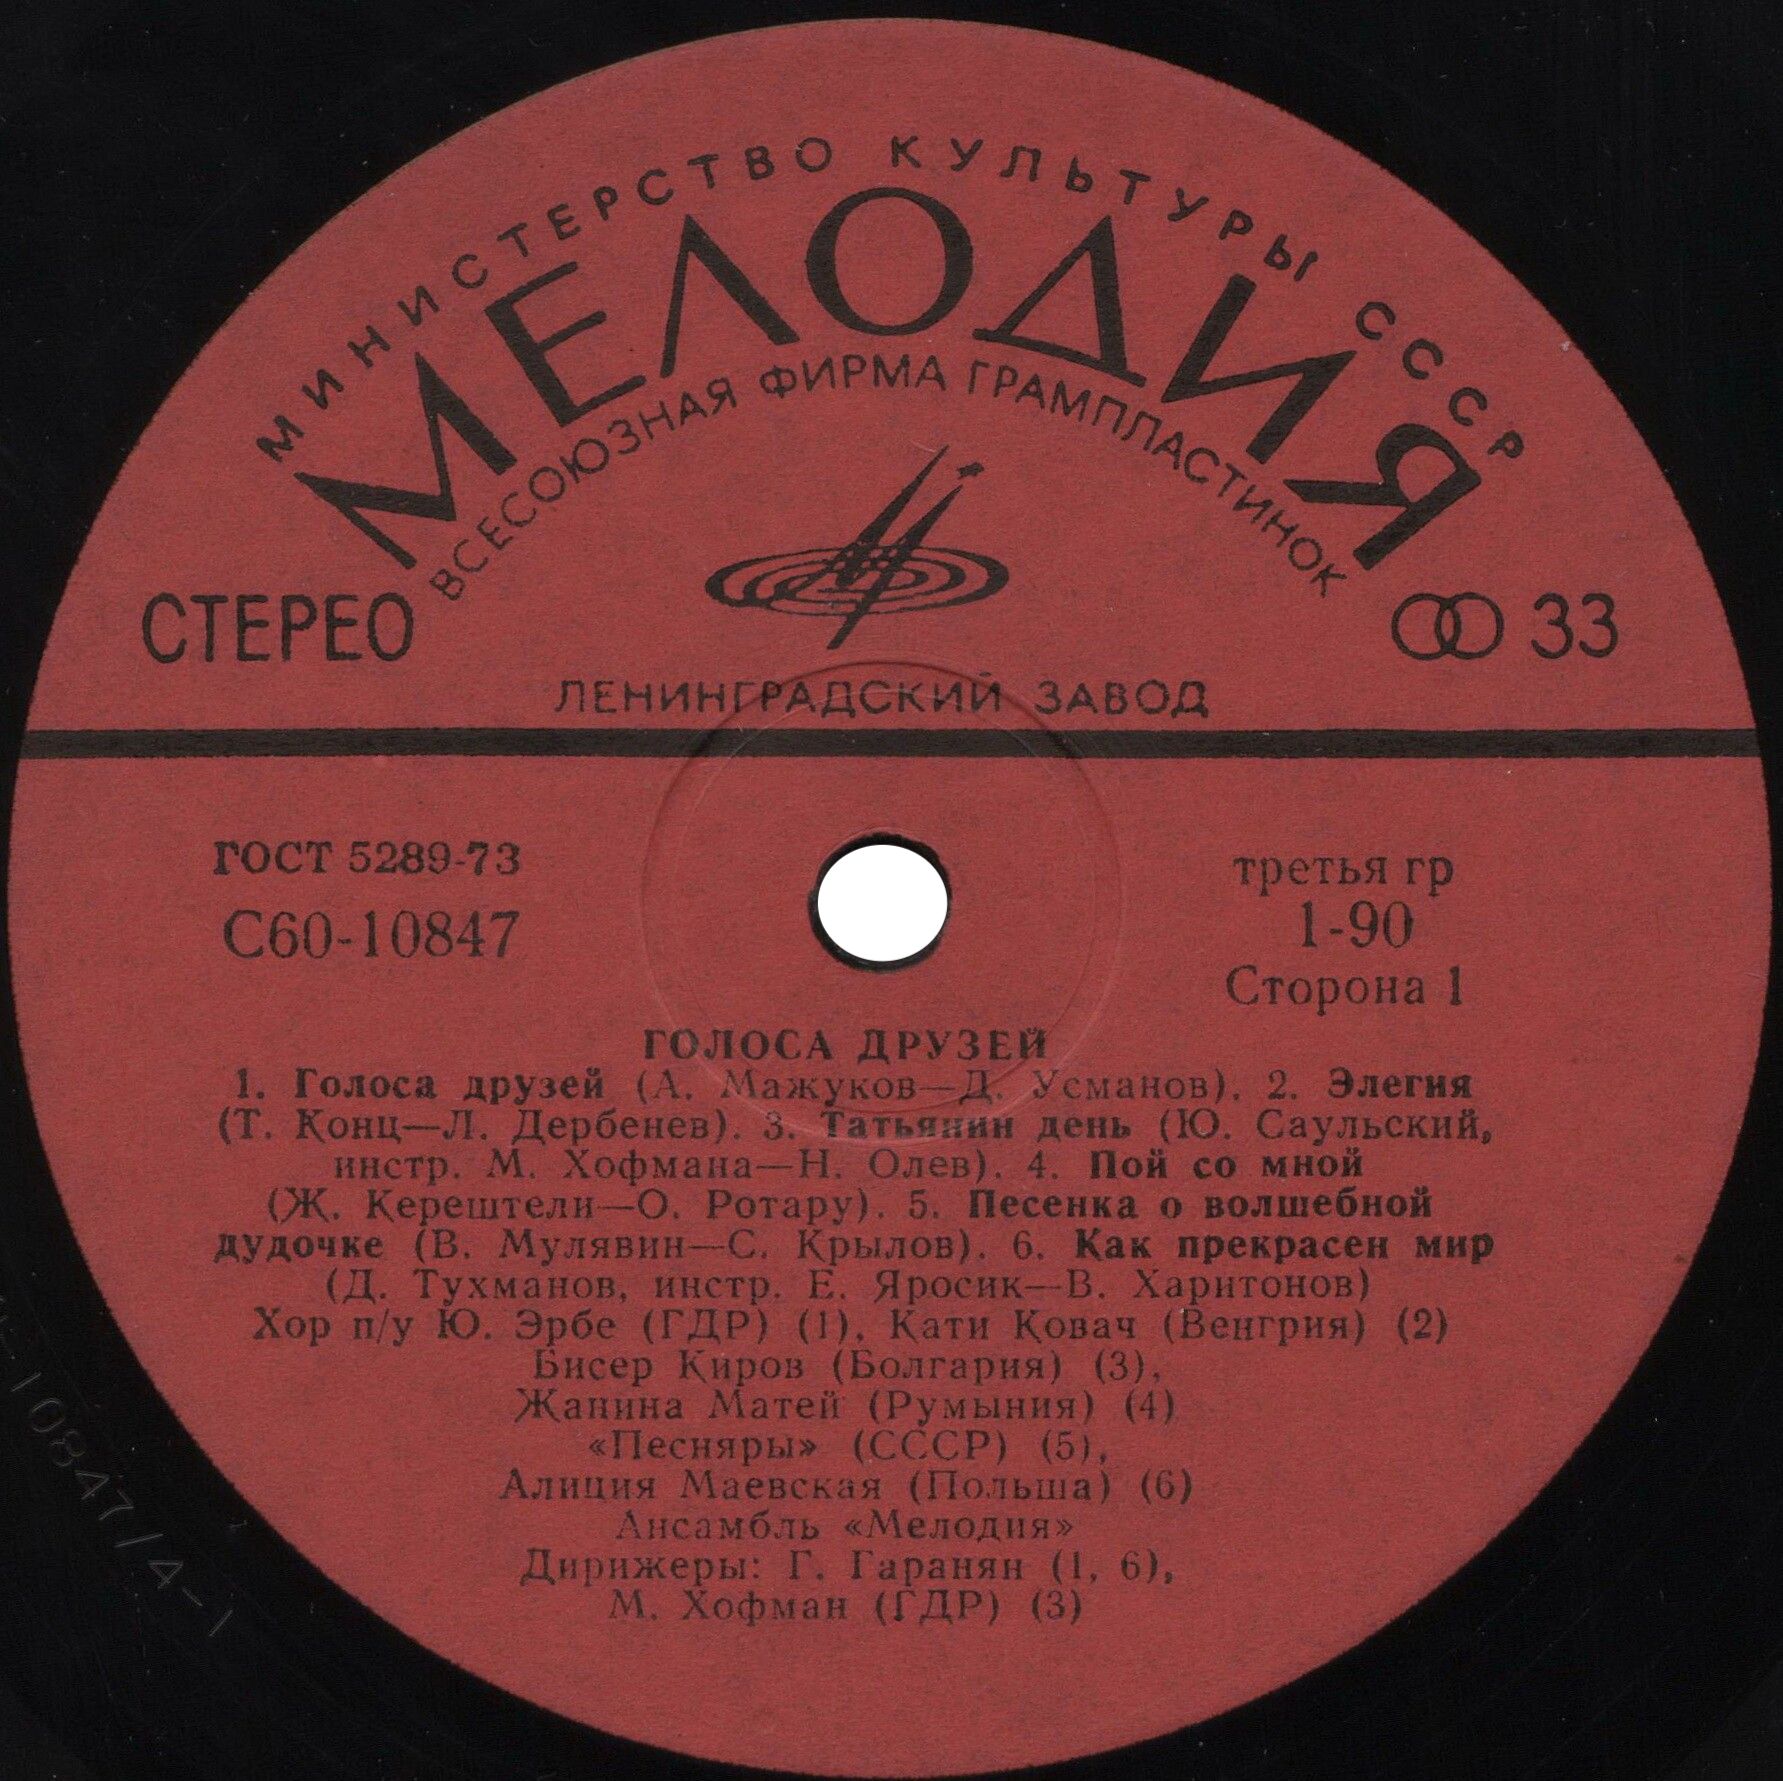 МИНИСТЕРСТВО КУЛЬТУРЫ СССР
МЕЛОДИЯ
ВСЕСОЮЗНАЯ ФИРМА ГРАМПЛАСТИНОК
СТЕРЕО
33
ЛЕНИНГРАДСКИЙ ЗАВОД
ГОСТ 5289-73
С60-10847
третья гр
1-90
Сторона 1
ГОЛОСА ДРУЗЕЙ
1. Голоса друзей (А. Мажуков—Д. Усманов). 2. Элегия
(Т. Конц—Л. Дербенев). 3. Татьянин день (Ю. Саульский,
инстр. М. Хофмана—Н. Олев). 4. Пой со мной
(Ж. Керештели—О. Ротару). 5. Песенка о волшебной
дудочке (В. Мулявин—С. Крылов). 6. Как прекрасен мир
(Д. Тухманов, инстр. Е. Яросик—В. Харитонов)
Хор п/у Ю. Эрбе (ГДР) (1), Кати Ковач (Венгрия) (2)
Бисер Киров (Болгария) (3),
Жанина Матей (Румыния) (4)
«Песняры» (СССР) (5),
Алиция Маевская (Польша) (6)
Ансамбль «Мелодия»
Дирижеры: Г. Гаранян (1, 6),
М. Хофман (ГДР) (3)
10847/4-1